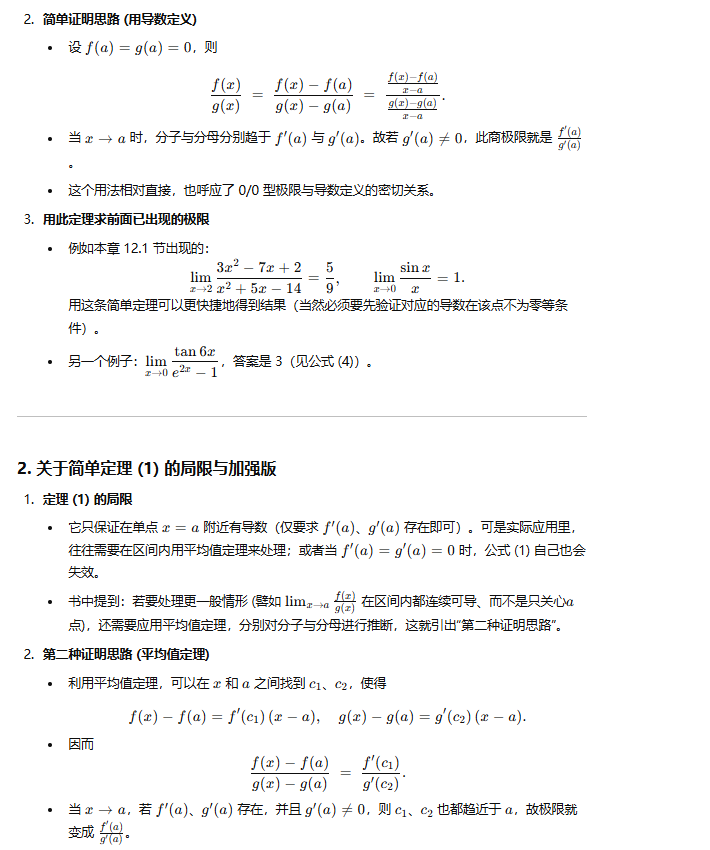 2. 简单证明思路 (用导数定义)
• 设 f(a) = g(a) = 0，则
f(x)/g(x) = (f(x) − f(a))/(g(x) − g(a)) = ((f(x)−f(a))/(x−a))/((g(x)−g(a))/(x−a)).
• 当 x → a 时，分子与分母分别趋于 f′(a) 与 g′(a)。故若 g′(a) ≠ 0，此商极限就是 f′(a)/g′(a)
。
• 这个用法相对直接，也呼应了 0/0 型极限与导数定义的密切关系。
3. 用此定理求前面已出现的极限
• 例如本章 12.1 节出现的：
lim_{x→2} (3x² − 7x + 2)/(x² + 5x − 14) = 5/9, lim_{x→0} sin x/x = 1.
用这条简单定理可以更快捷地得到结果（当然必须要先验证对应的导数在该点不为零等条
件）。
• 另一个例子：lim_{x→0} tan 6x/(e^{2x} − 1)，答案是 3（见公式 (4)）。
2. 关于简单定理 (1) 的局限与加强版
1. 定理 (1) 的局限
• 它只保证在单点 x = a 附近有导数（仅要求 f′(a)、g′(a) 存在即可）。可是实际应用里，
往往需要在区间内用平均值定理来处理；或者当 f′(a) = g′(a) = 0 时，公式 (1) 自己也会
失效。
• 书中提到：若要处理更一般情形 (譬如 lim_{x→a} f(x)/g(x) 在区间内都连续可导、而不是只关心a
点)，还需要应用平均值定理，分别对分子与分母进行推断，这就引出“第二种证明思路”。
2. 第二种证明思路 (平均值定理)
• 利用平均值定理，可以在 x 和 a 之间找到 c₁、c₂，使得
f(x) − f(a) = f′(c₁) (x − a), g(x) − g(a) = g′(c₂) (x − a).
• 因而
(f(x) − f(a))/(g(x) − g(a)) = f′(c₁)/g′(c₂).
• 当 x → a，若 f′(a)、g′(a) 存在，并且 g′(a) ≠ 0，则 c₁、c₂ 也都趋近于 a，故极限就
变成 f′(a)/g′(a)。